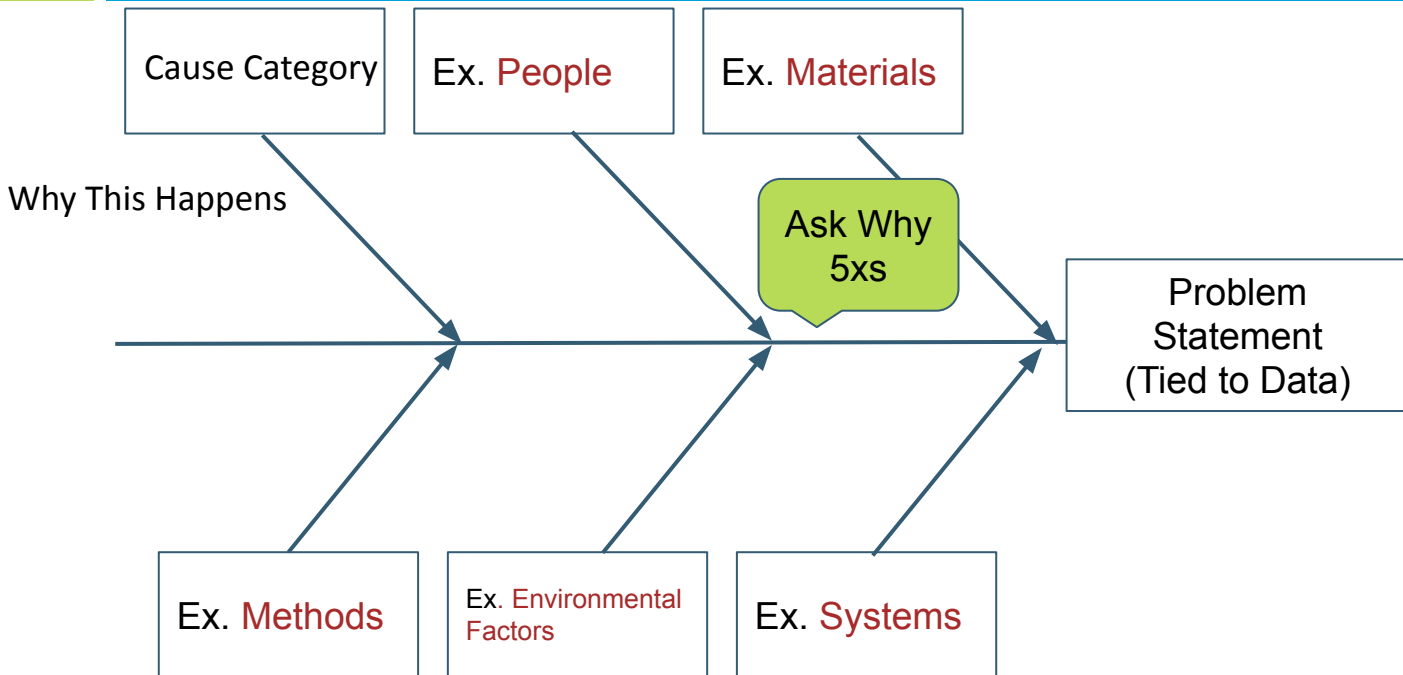 Cause Category
Ex. People
Ex. Materials
Why This Happens
Ask Why
5xs
Problem
Statement
(Tied to Data)
Ex. Methods
Ex. Environmental
Factors
Ex. Systems